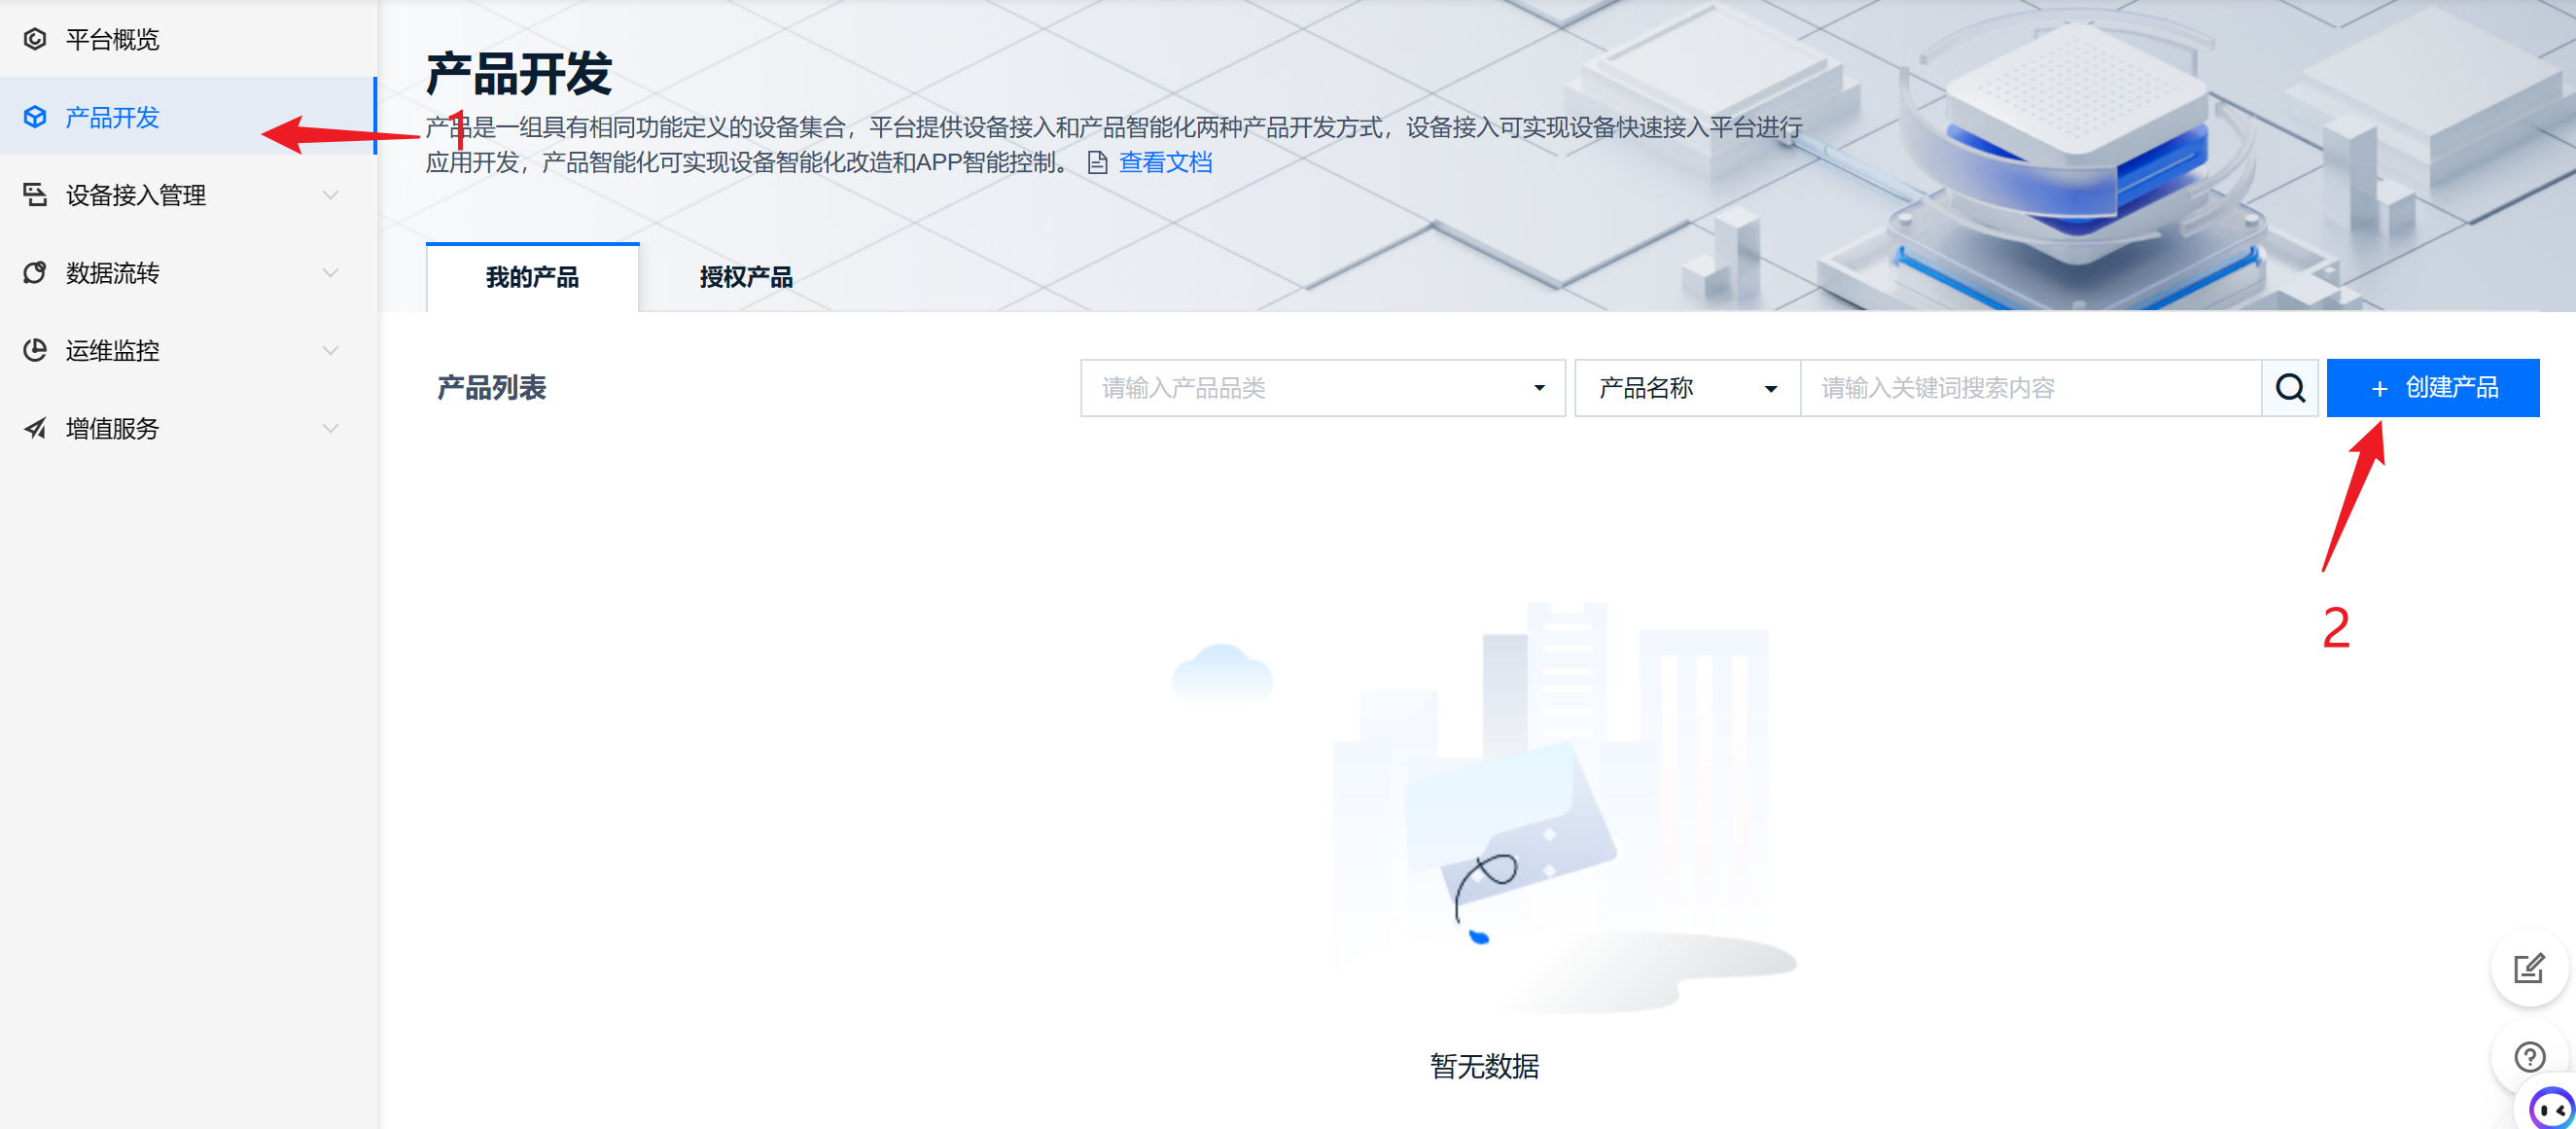 平台概览
产品开发
设备接入管理
数据流转
运维监控
增值服务
产品开发
1
产品是一组具有相同功能定义的设备集合，平台提供设备接入和产品智能化两种产品开发方式，设备接入可实现设备快速接入平台进行
应用开发，产品智能化可实现设备智能化改造和APP智能控制。 查看文档
我的产品 授权产品
产品列表 请输入产品品类 产品名称 请输入关键词搜索内容 + 创建产品
2
暂无数据